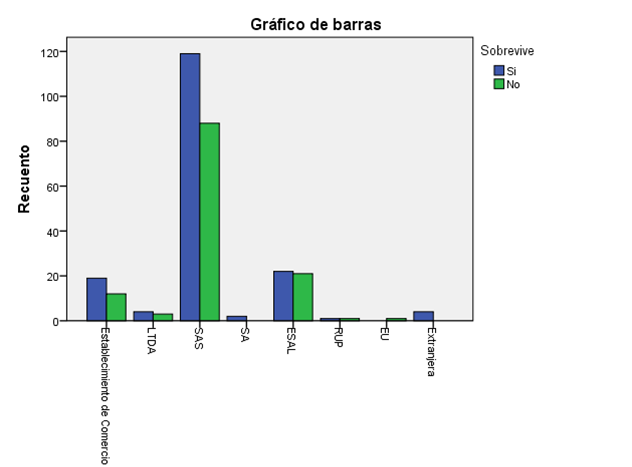 Gráfico de barras
Sobrevive
Si
No
Recuento
120
100
80
60
40
20
0
Establecimiento de Comercio
LTDA
SAS
SA
ESAL
RUP
EU
Extranjera